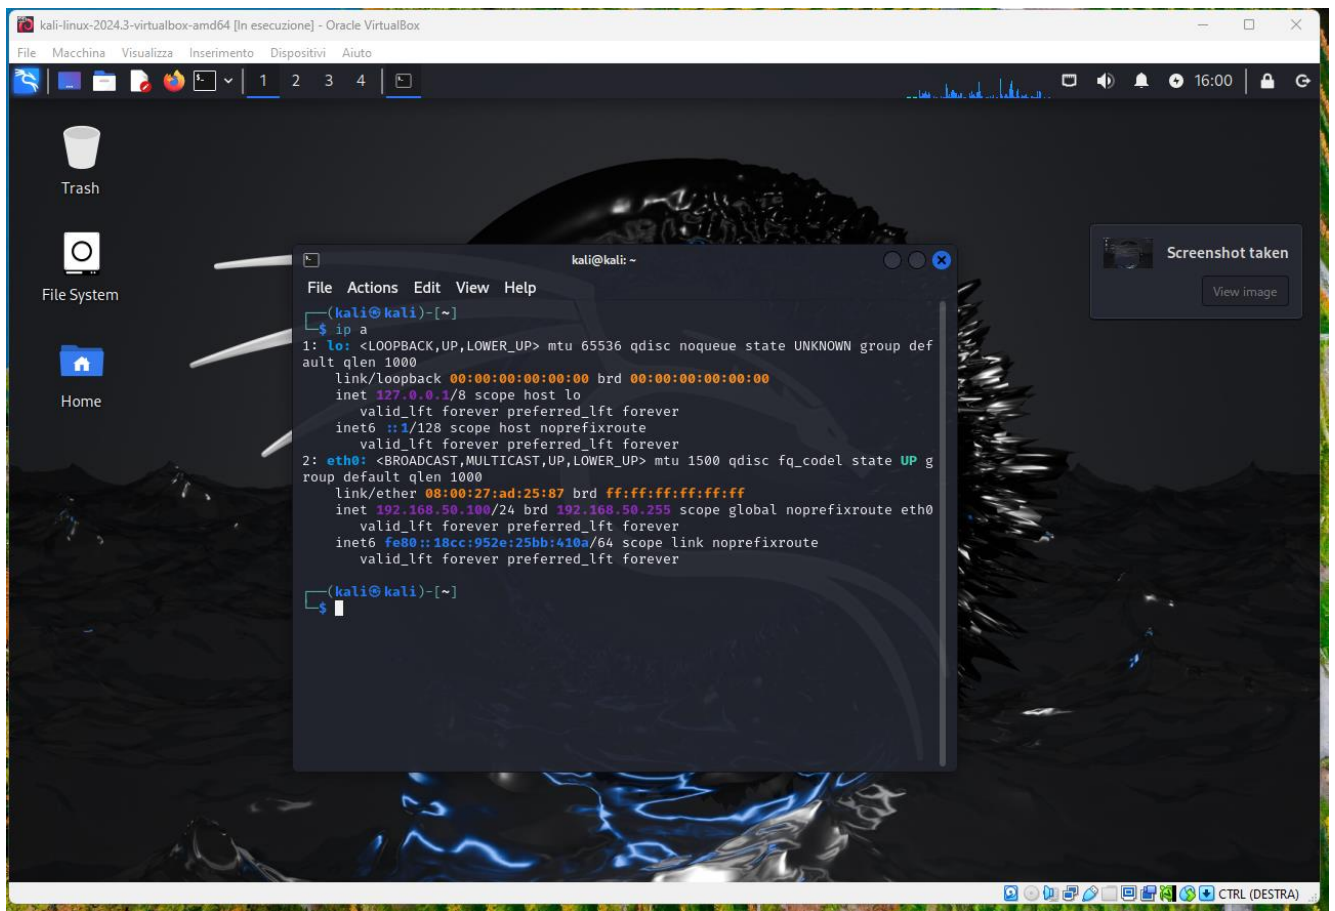 kali-linux-2024.3-virtualbox-amd64 [In esecuzione] - Oracle VirtualBox
File Macchina Visualizza Inserimento Dispositivi Aiuto
1 2 3 4
16:00
Trash
File System
Home
Screenshot taken
View image
kali@kali: ~
File Actions Edit View Help
┌──(kali㉿kali)-[~]
└─$ ip a
1: lo: <LOOPBACK,UP,LOWER_UP> mtu 65536 qdisc noqueue state UNKNOWN group def
ault qlen 1000
    link/loopback 00:00:00:00:00:00 brd 00:00:00:00:00:00
    inet 127.0.0.1/8 scope host lo
       valid_lft forever preferred_lft forever
    inet6 ::1/128 scope host noprefixroute
       valid_lft forever preferred_lft forever
2: eth0: <BROADCAST,MULTICAST,UP,LOWER_UP> mtu 1500 qdisc fq_codel state UP g
roup default qlen 1000
    link/ether 08:00:27:ad:25:87 brd ff:ff:ff:ff:ff:ff
    inet 192.168.50.100/24 brd 192.168.50.255 scope global noprefixroute eth0
       valid_lft forever preferred_lft forever
    inet6 fe80::18cc:952e:25bb:410a/64 scope link noprefixroute
       valid_lft forever preferred_lft forever
┌──(kali㉿kali)-[~]
└─$
CTRL (DESTRA)